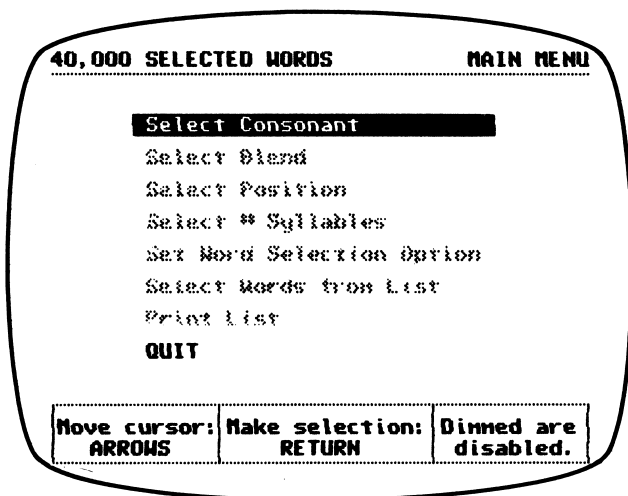 40,000 SELECTED WORDS MAIN MENU
Select Consonant
Select Blend
Select Position
Select # Syllables
Set Word Selection Option
Select Words from List
Print List
QUIT
Move cursor: Make selection: Dimmed are
ARROWS RETURN disabled.